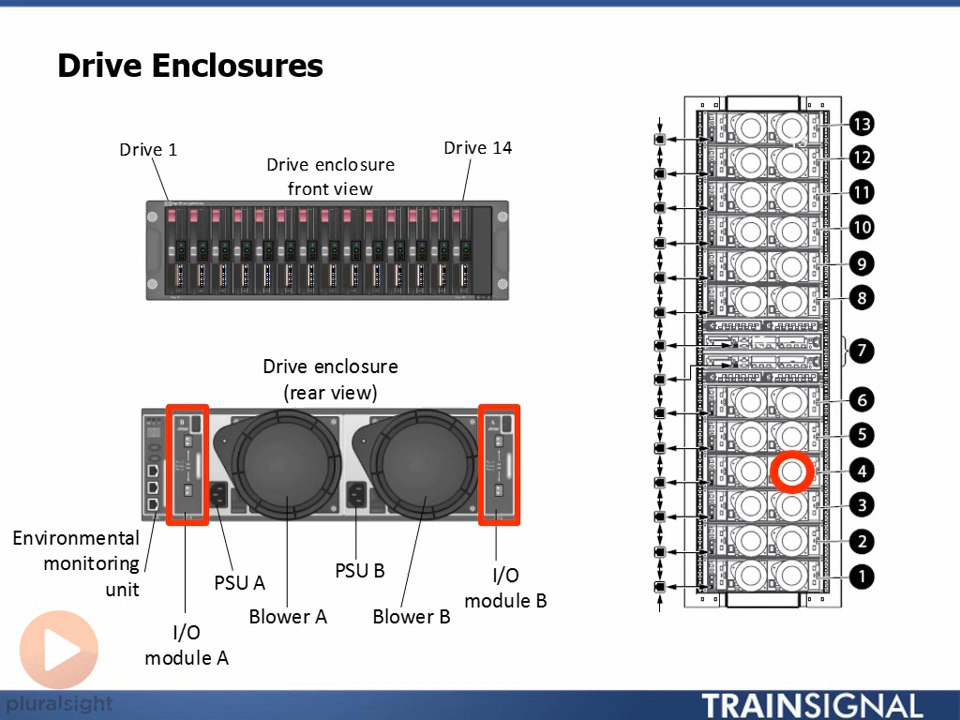 Drive Enclosures
Drive 1
Drive enclosure
front view
Drive 14
Drive enclosure
(rear view)
B
A
Environmental
monitoring
unit
PSU A
PSU B
Blower A
Blower B
I/O
module A
I/O
module B
13
12
11
10
9
8
7
6
5
4
3
2
1
pluralsight
TRAINSIGNAL